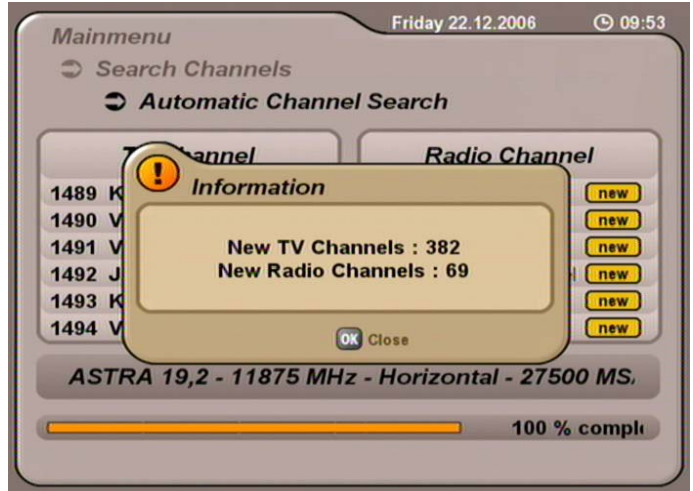 Friday 22.12.2006 09:53
Mainmenu
Search Channels
Automatic Channel Search
Radio Channel
Information
New TV Channels : 382
New Radio Channels : 69
OK Close
1489 K new
1490 V new
1491 V new
1492 J new
1493 K new
1494 V new
ASTRA 19,2 - 11875 MHz - Horizontal - 27500 MS
100 % comple